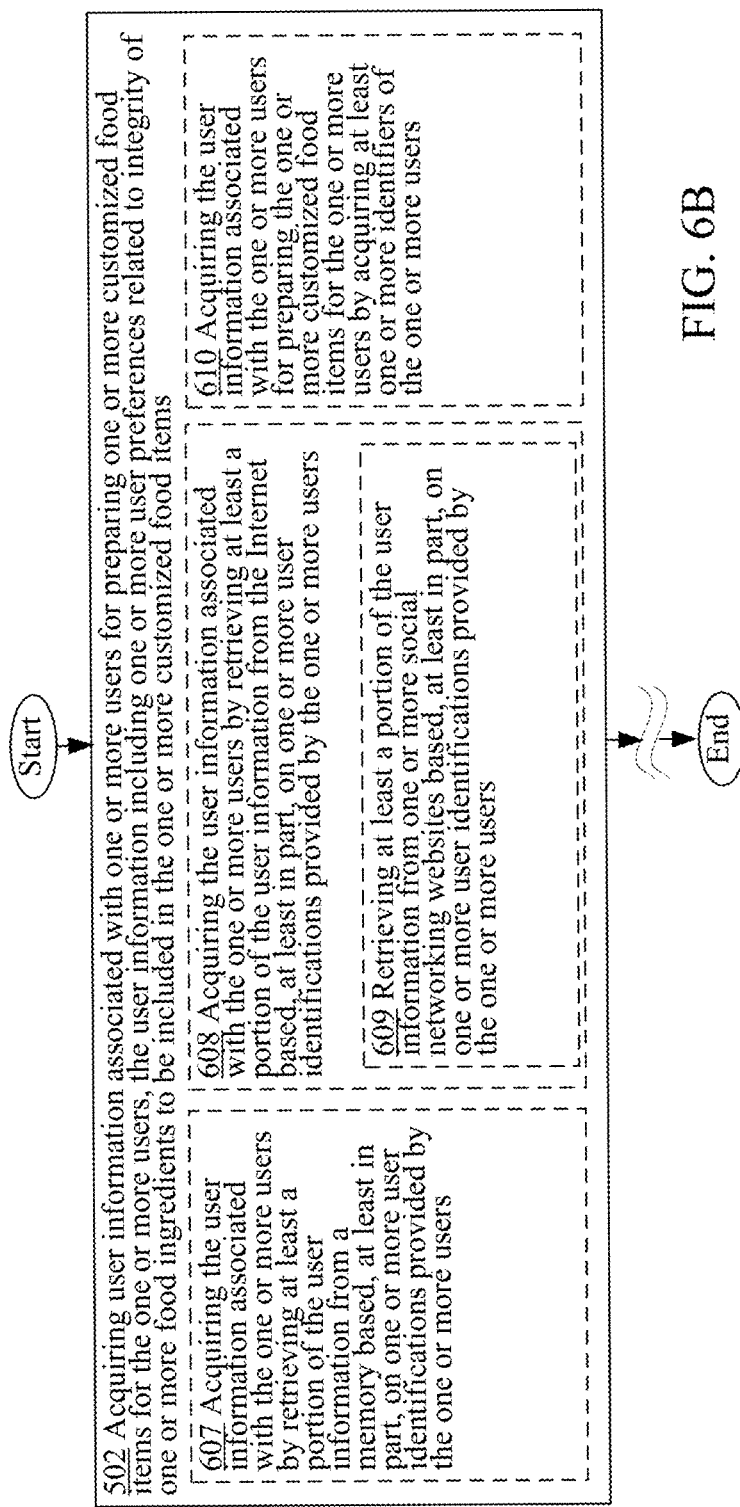 Start
502 Acquiring user information associated with one or more users for preparing one or more customized food
items for the one or more users, the user information including one or more user preferences related to integrity of
one or more food ingredients to be included in the one or more customized food items
607 Acquiring the user
information associated
with the one or more users
by retrieving at least a
portion of the user
information from a
memory based, at least in
part, on one or more user
identifications provided by
the one or more users
608 Acquiring the user information associated
with the one or more users by retrieving at least a
portion of the user information from the Internet
based, at least in part, on one or more user
identifications provided by the one or more users
609 Retrieving at least a portion of the user
information from one or more social
networking websites based, at least in part, on
one or more user identifications provided by
the one or more users
610 Acquiring the user
information associated
with the one or more users
for preparing the one or
more customized food
items for the one or more
users by acquiring at least
one or more identifiers of
the one or more users
End
FIG. 6B